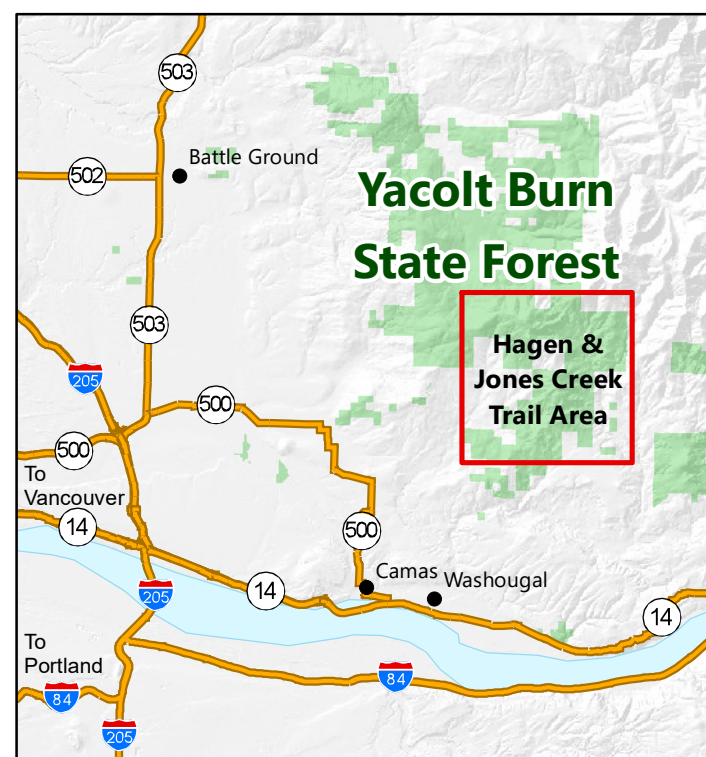 503
Battle Ground
502
Yacolt Burn
State Forest
503
Hagen &
Jones Creek
Trail Area
205
500
500
To
Vancouver
14
500
Camas
Washougal
14
205
14
To
Portland
84
84
205